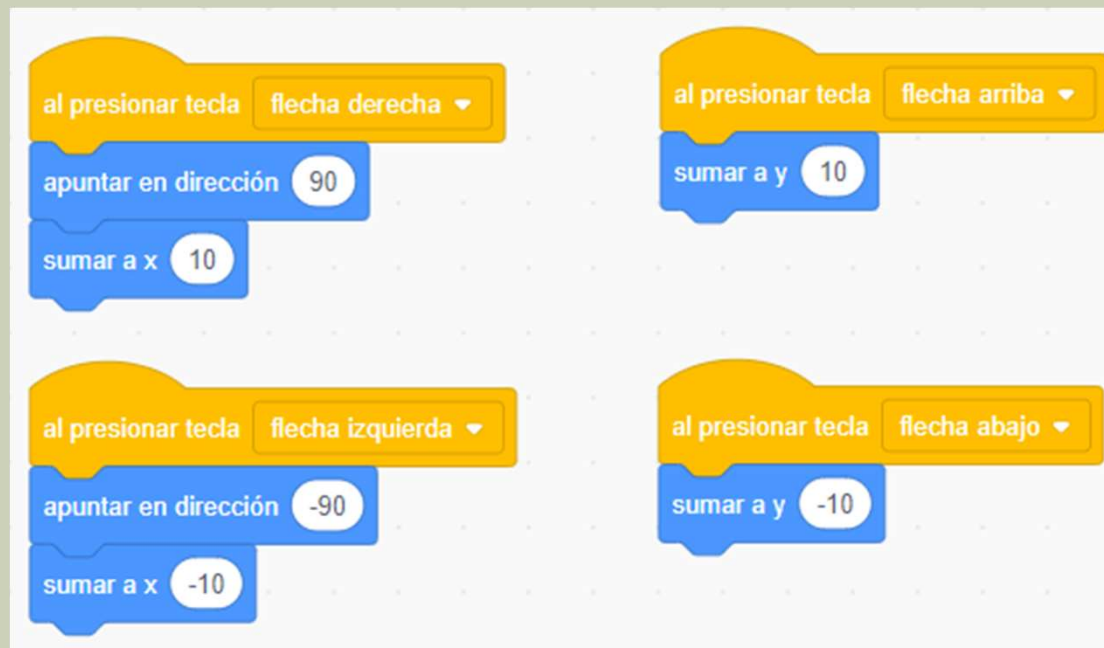 al presionar tecla flecha derecha
apuntar en dirección 90
sumar a x 10
al presionar tecla flecha arriba
sumar a y 10
al presionar tecla flecha izquierda
apuntar en dirección -90
sumar a x -10
al presionar tecla flecha abajo
sumar a y -10